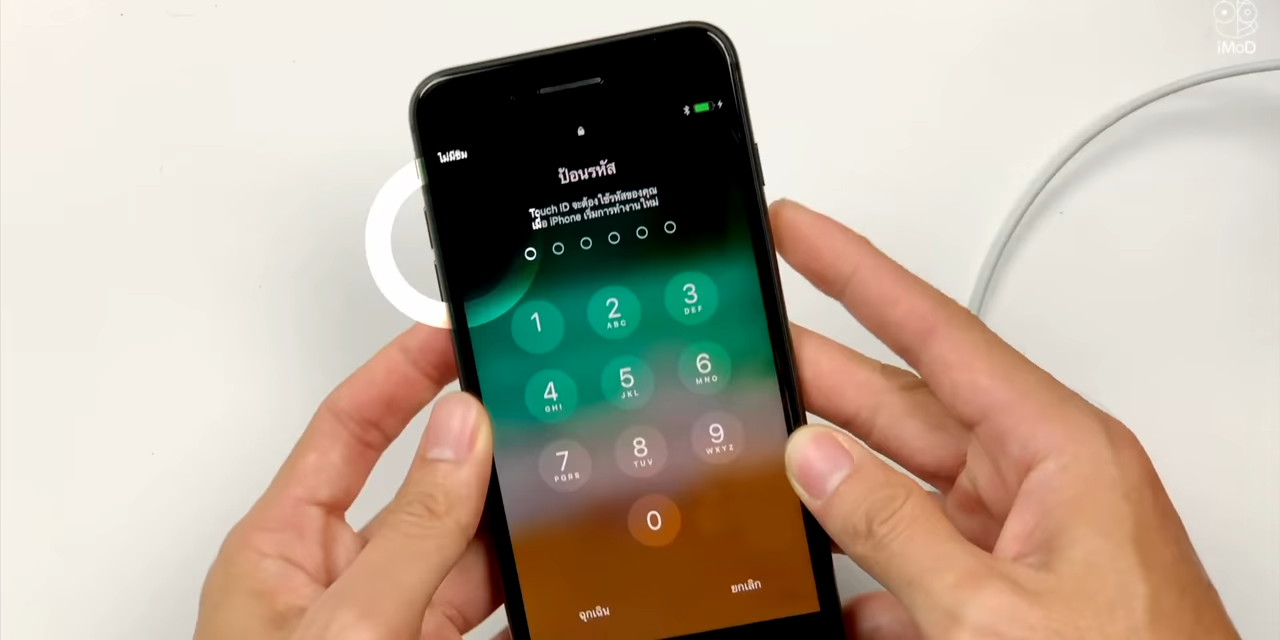 iMoD
ไม่มีซิม
ป้อนรหัส
Touch ID จะต้องใช้รหัสของคุณ
เมื่อ iPhone เริ่มการทำงานใหม่
1
2
ABC
3
DEF
4
GHI
5
JKL
6
MNO
7
PQRS
8
TUV
9
WXYZ
0
ฉุกเฉิน
ยกเลิก